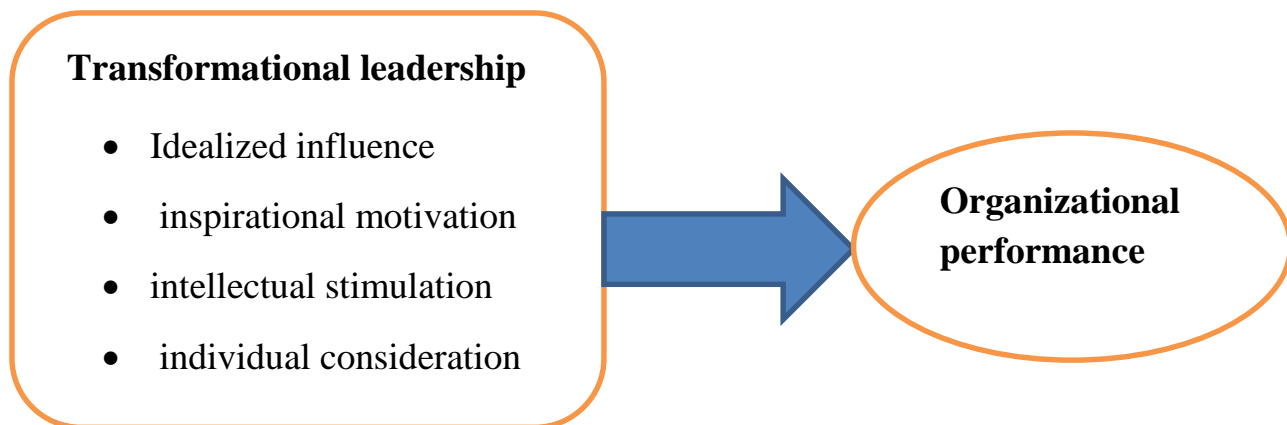 Transformational leadership
• Idealized influence
• inspirational motivation
• intellectual stimulation
• individual consideration
Organizational
performance